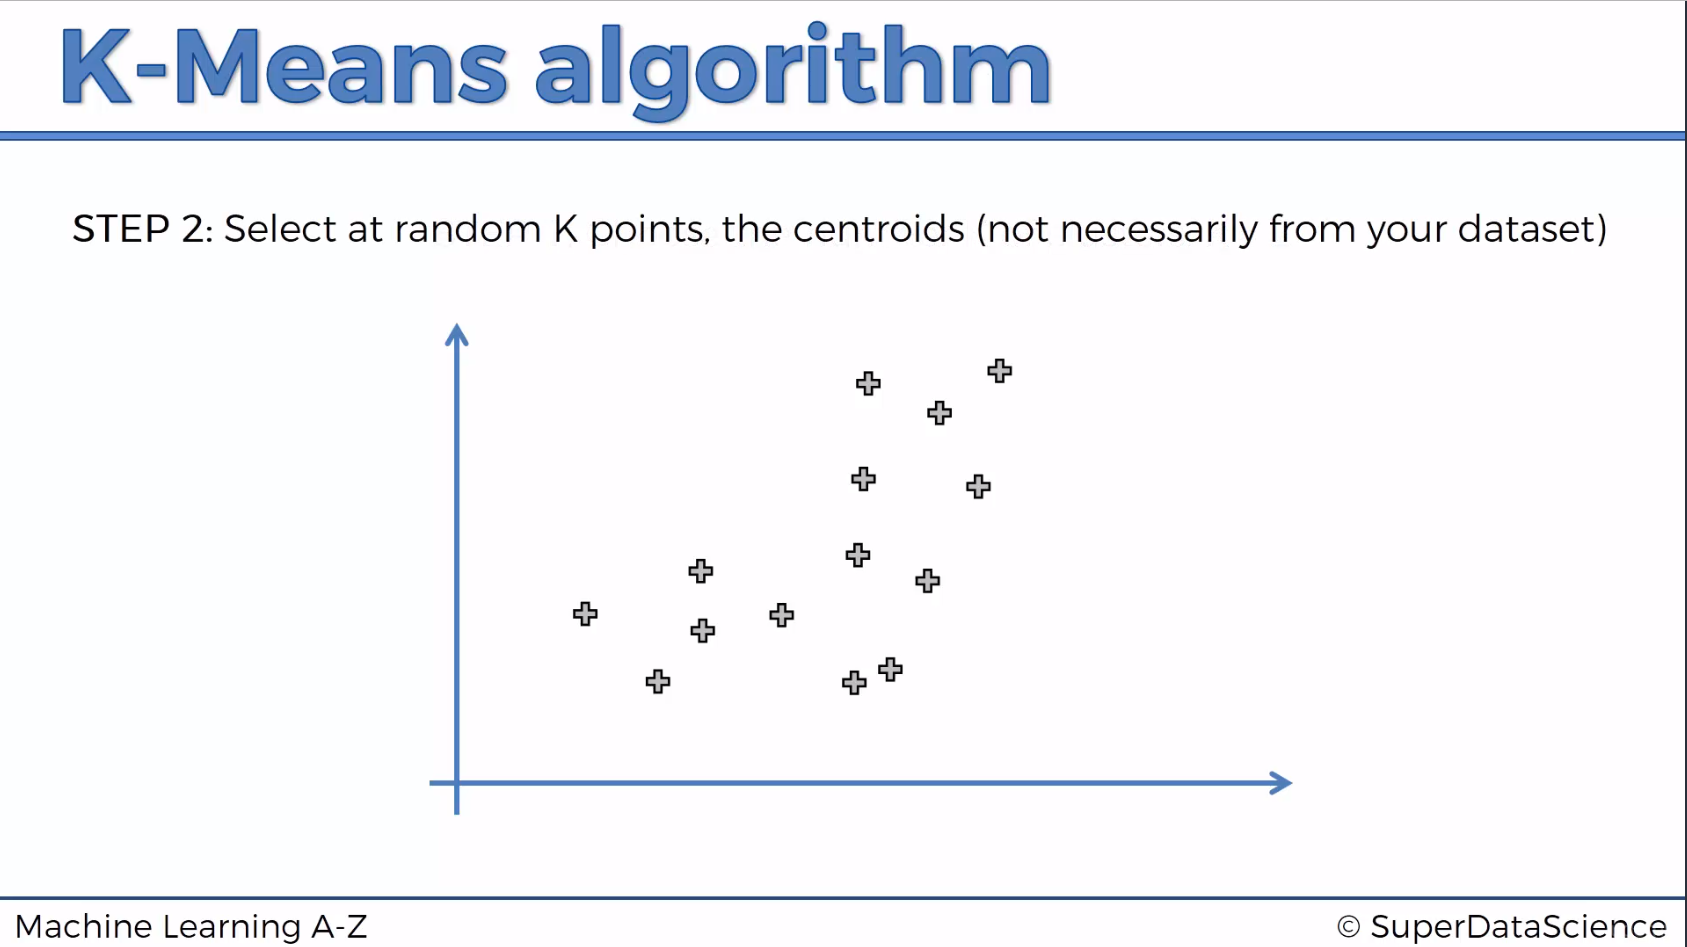 K-Means algorithm
STEP 2: Select at random K points, the centroids (not necessarily from your dataset)
Machine Learning A-Z
© SuperDataScience